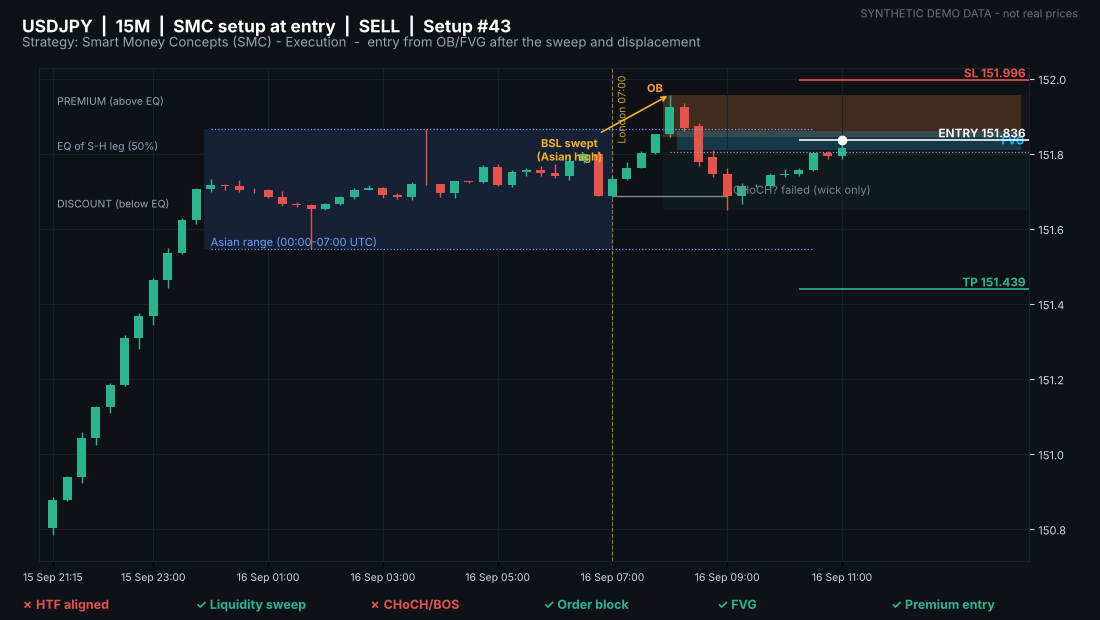 SYNTHETIC DEMO DATA - not real prices
USDJPY | 15M | SMC setup at entry | SELL | Setup #43
Strategy: Smart Money Concepts (SMC) - Execution - entry from OB/FVG after the sweep and displacement
SL 151.996
152.0
PREMIUM (above EQ)
OB
London 07:00
ENTRY 151.836
FVG
EQ of S-H leg (50%)
BSL swept
(Asian high)
151.8
CHoCH? failed (wick only)
DISCOUNT (below EQ)
151.6
Asian range (00:00-07:00 UTC)
TP 151.439
151.4
151.2
151.0
150.8
15 Sep 21:15 15 Sep 23:00 16 Sep 01:00 16 Sep 03:00 16 Sep 05:00 16 Sep 07:00 16 Sep 09:00 16 Sep 11:00
× HTF aligned ✓ Liquidity sweep × CHoCH/BOS ✓ Order block ✓ FVG ✓ Premium entry